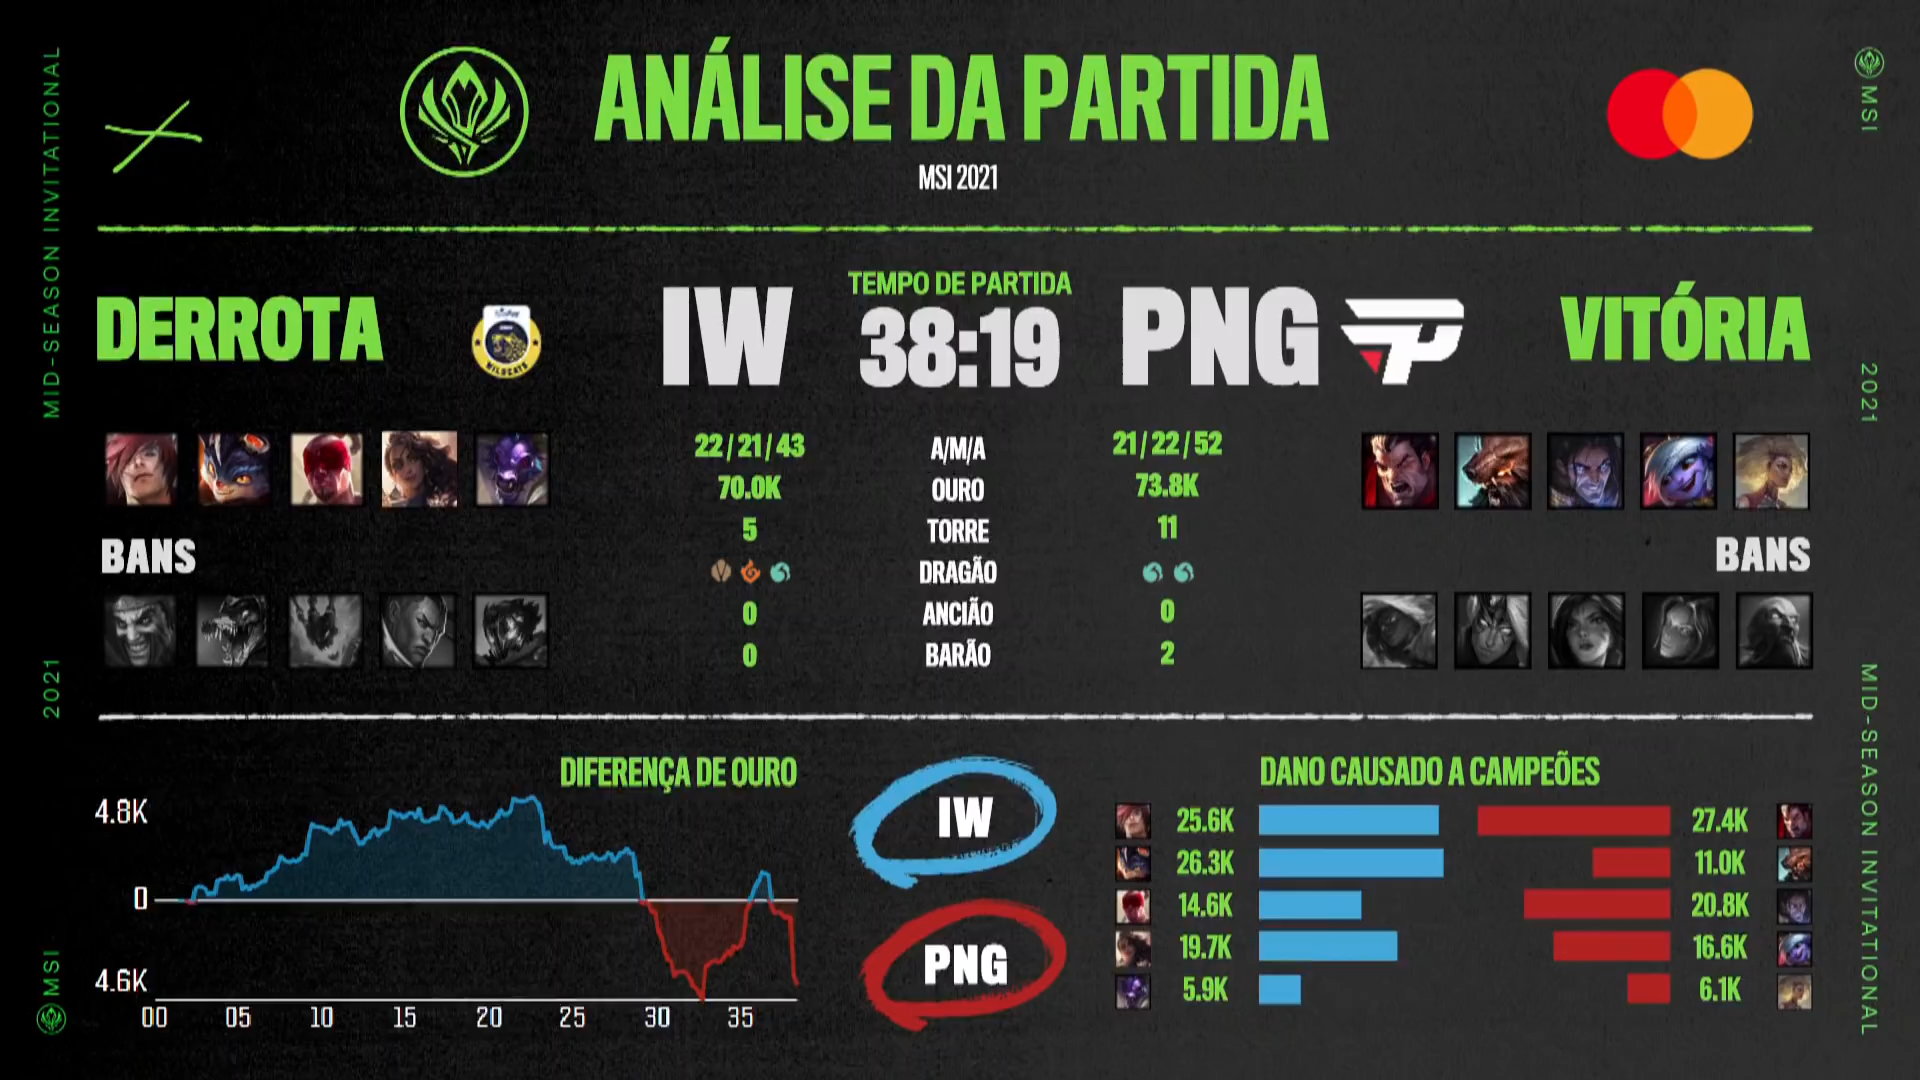 ANÁLISE DA PARTIDA
MSI 2021
MID-SEASON INVITATIONAL
2021
MSI
MSI
2021
MID-SEASON INVITATIONAL
DERROTA
IW
TEMPO DE PARTIDA
38:19
PNG
VITÓRIA
22/21/43 A/M/A 21/22/52
70.0K OURO 73.8K
5 TORRE 11
DRAGÃO
0 ANCIÃO 0
0 BARÃO 2
BANS
BANS
WILDCATS
DIFERENÇA DE OURO
4.8K
0
4.6K
00 05 10 15 20 25 30 35
IW
PNG
DANO CAUSADO A CAMPEÕES
25.6K 27.4K
26.3K 11.0K
14.6K 20.8K
19.7K 16.6K
5.9K 6.1K